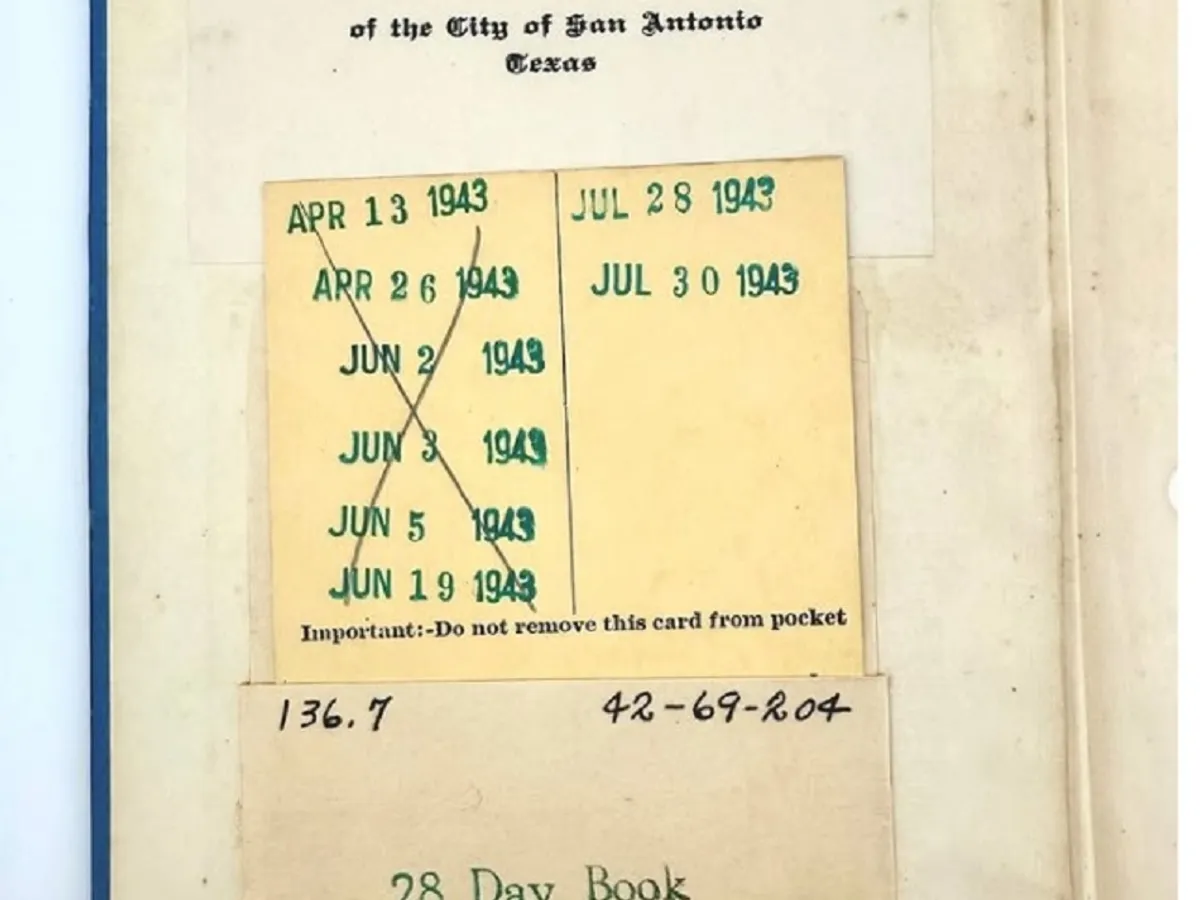 of the City of San Antonio
Texas
APR 13 1943
APR 26 1943
JUN 2 1943
JUN 3 1943
JUN 5 1943
JUN 19 1943
JUL 28 1943
JUL 30 1943
Important:-Do not remove this card from pocket
136.7 42-69-204
28 Day Book